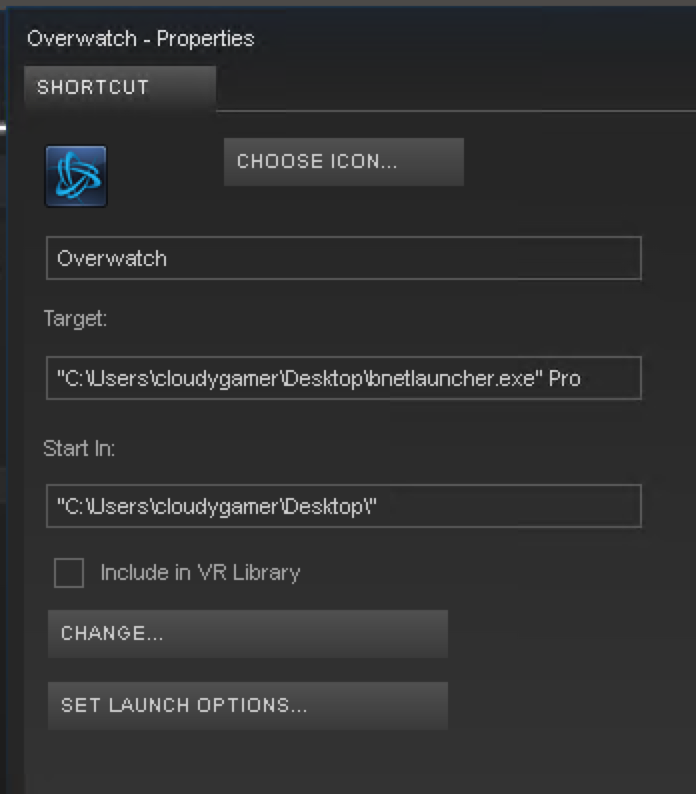 Overwatch - Properties
SHORTCUT
CHOOSE ICON...
Overwatch
Target:
"C:\Users\cloudygamer\Desktop\bnetlauncher.exe" Pro
Start In:
"C:\Users\cloudygamer\Desktop\"
Include in VR Library
CHANGE...
SET LAUNCH OPTIONS...